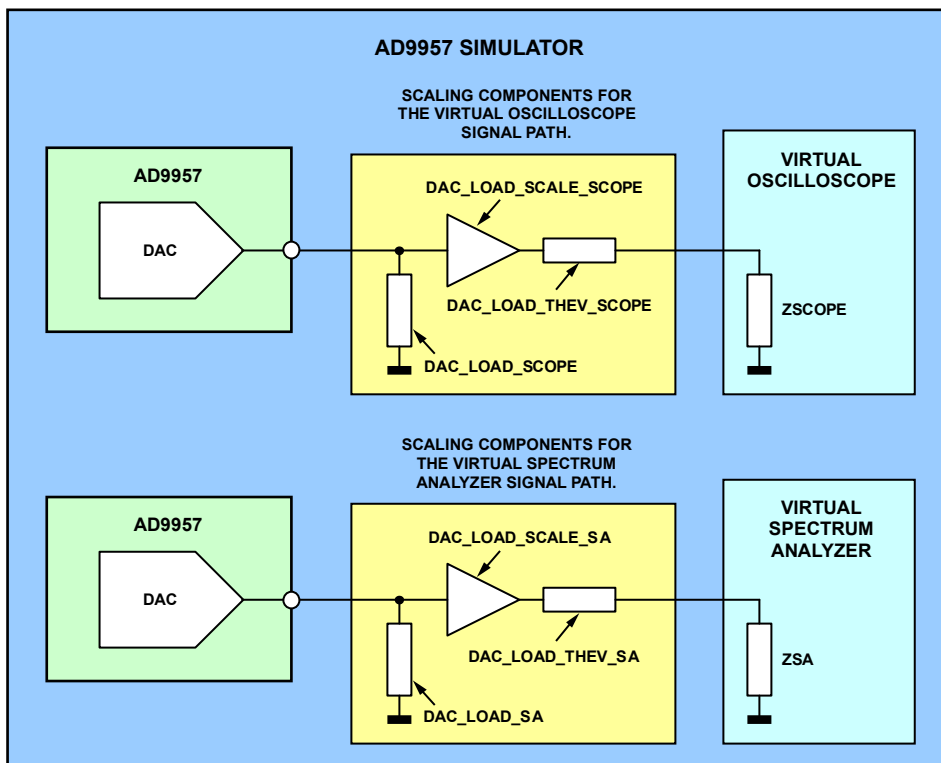 AD9957 SIMULATOR
SCALING COMPONENTS FOR
THE VIRTUAL OSCILLOSCOPE
SIGNAL PATH.
AD9957
DAC
DAC_LOAD_SCALE_SCOPE
DAC_LOAD_THEV_SCOPE
DAC_LOAD_SCOPE
VIRTUAL
OSCILLOSCOPE
ZSCOPE
SCALING COMPONENTS FOR
THE VIRTUAL SPECTRUM
ANALYZER SIGNAL PATH.
AD9957
DAC
DAC_LOAD_SCALE_SA
DAC_LOAD_THEV_SA
DAC_LOAD_SA
VIRTUAL
SPECTRUM
ANALYZER
ZSA